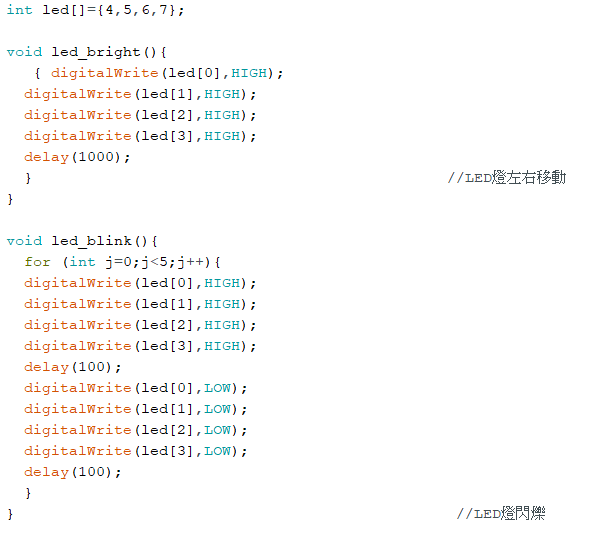 int led[]={4,5,6,7};
void led_bright(){
{ digitalWrite(led[0],HIGH);
digitalWrite(led[1],HIGH);
digitalWrite(led[2],HIGH);
digitalWrite(led[3],HIGH);
delay(1000);
} //LED燈左右移動
}
void led_blink(){
for (int j=0;j<5;j++){
digitalWrite(led[0],HIGH);
digitalWrite(led[1],HIGH);
digitalWrite(led[2],HIGH);
digitalWrite(led[3],HIGH);
delay(100);
digitalWrite(led[0],LOW);
digitalWrite(led[1],LOW);
digitalWrite(led[2],LOW);
digitalWrite(led[3],LOW);
delay(100);
}
} //LED燈閃爍